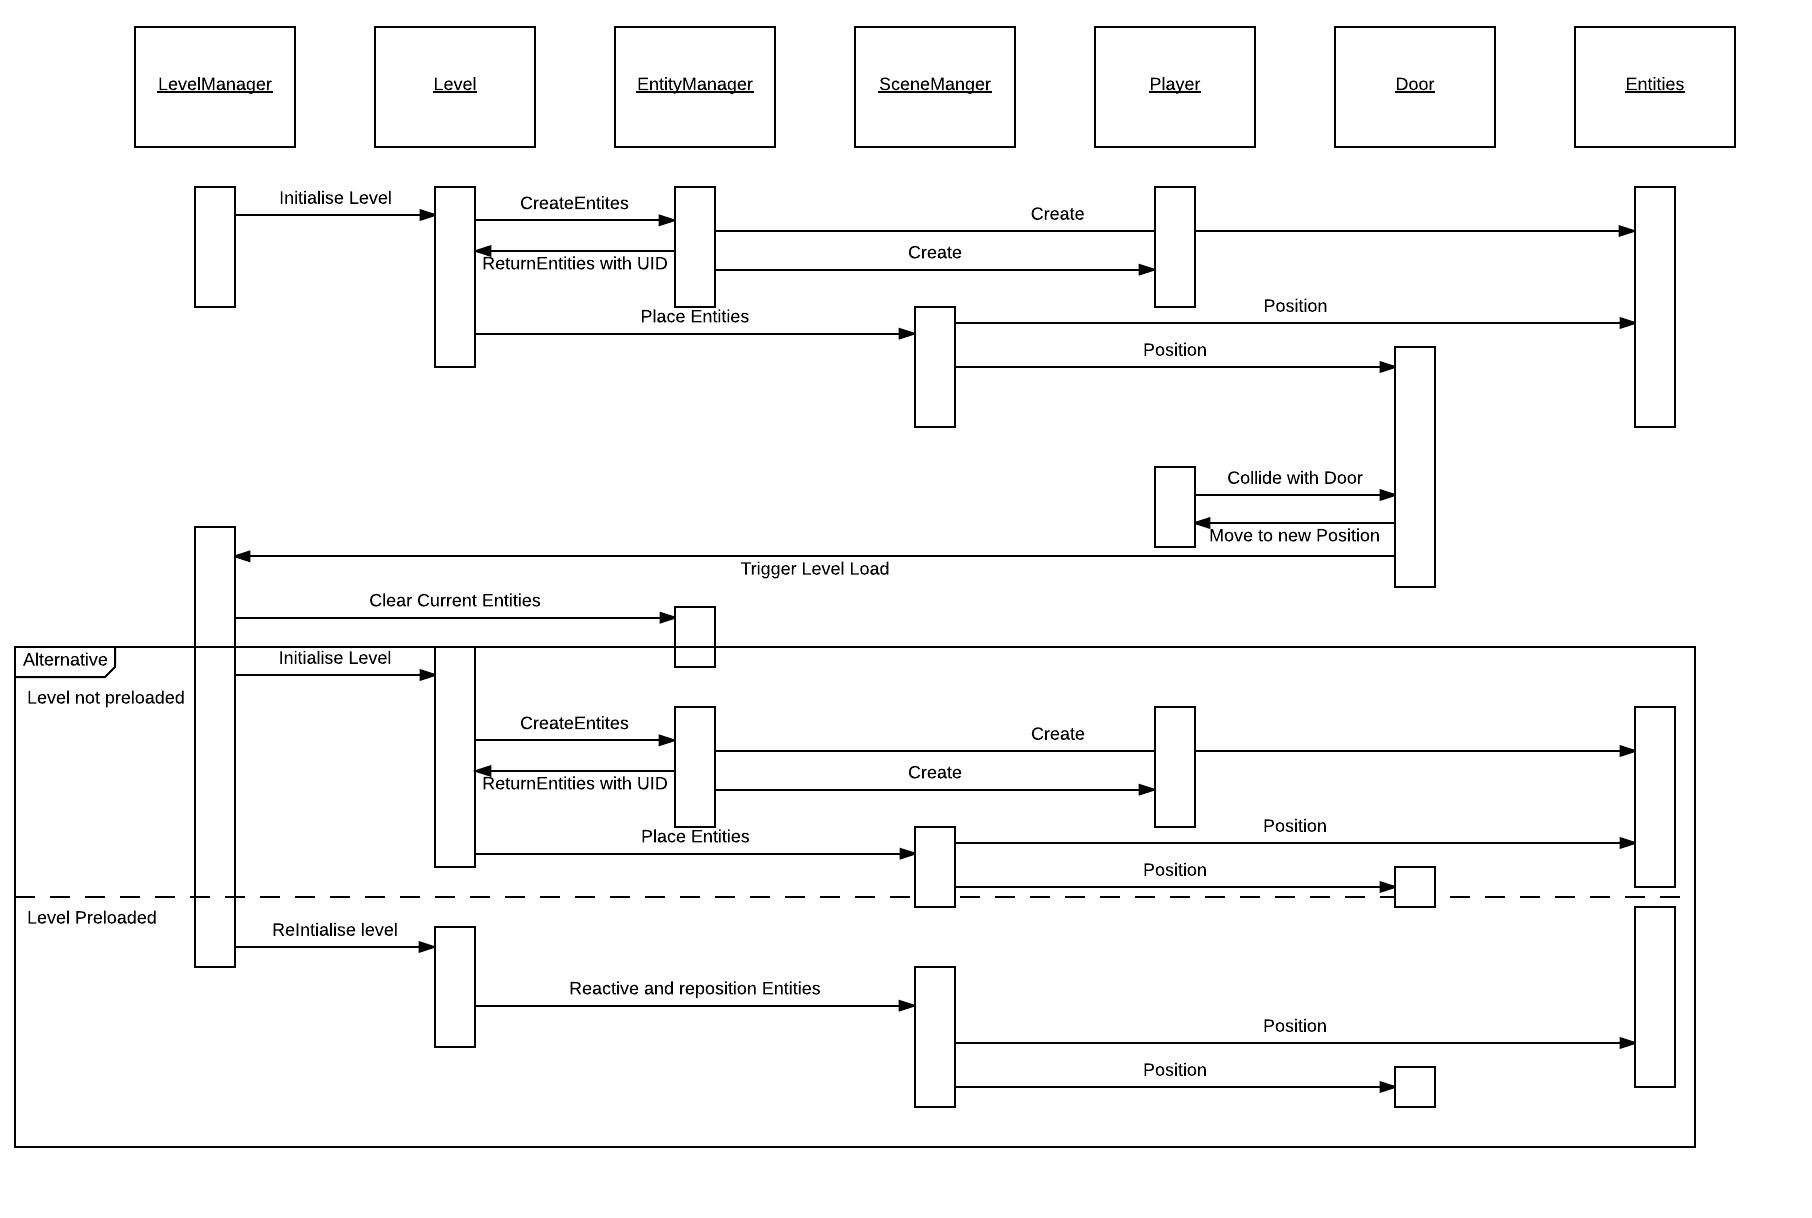 LevelManager
Level
EntityManager
SceneManger
Player
Door
Entities
Initialise Level
CreateEntites
Create
ReturnEntities with UID
Create
Place Entities
Position
Position
Collide with Door
Move to new Position
Trigger Level Load
Clear Current Entities
Alternative
Initialise Level
Level not preloaded
CreateEntites
Create
ReturnEntities with UID
Create
Place Entities
Position
Position
Level Preloaded
ReIntialise level
Reactive and reposition Entities
Position
Position